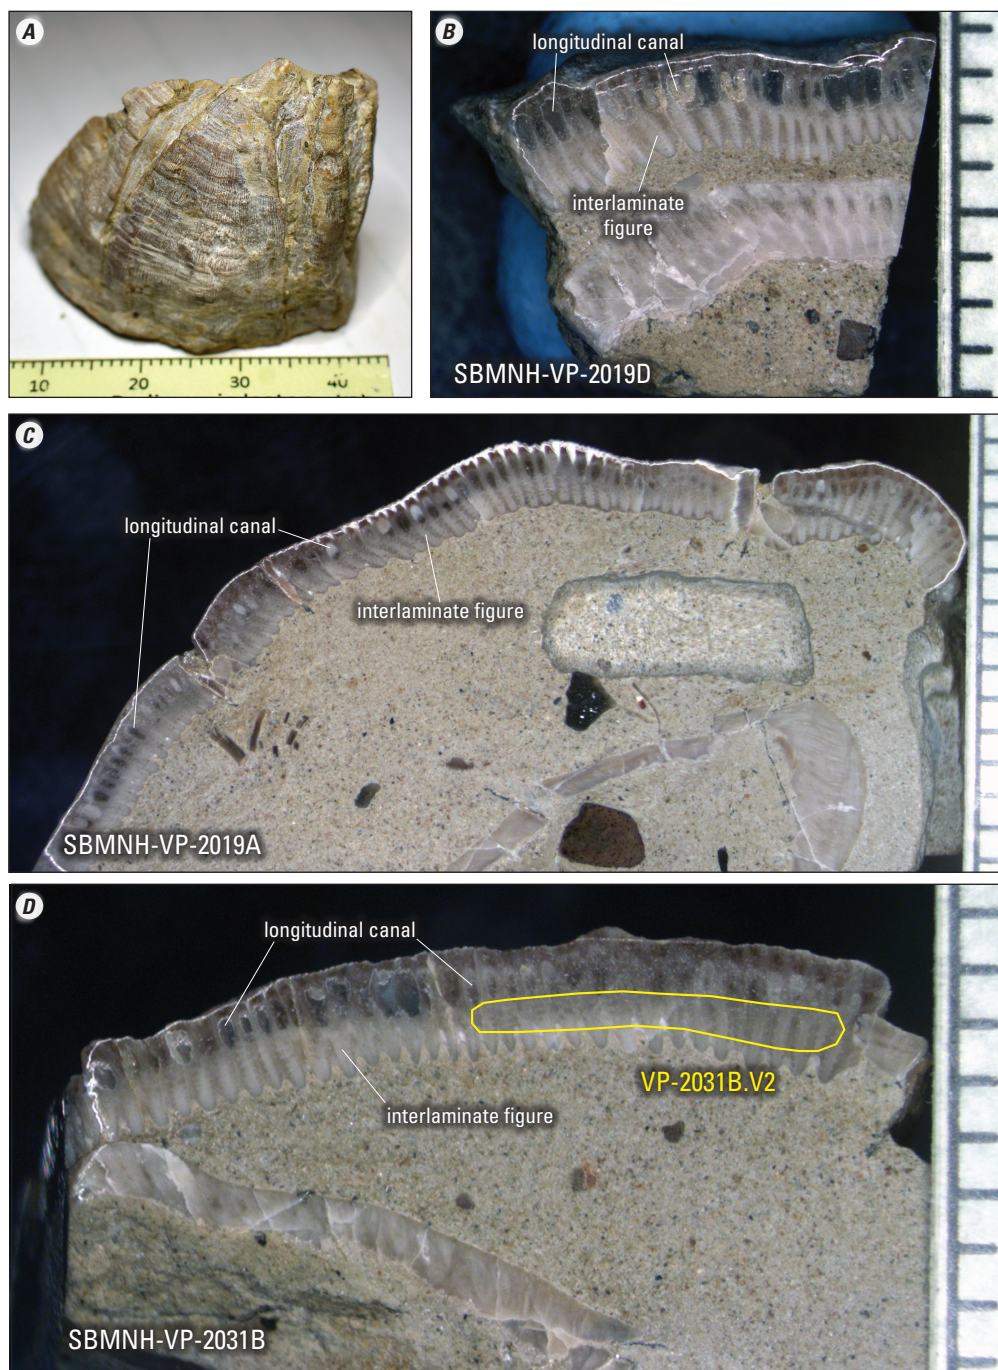 A
10 20 30 40
B
longitudinal canal
interlaminate
figure
SBMNH-VP-2019D
C
longitudinal canal
interlaminate figure
SBMNH-VP-2019A
D
longitudinal canal
VP-2031B.V2
interlaminate figure
SBMNH-VP-2031B